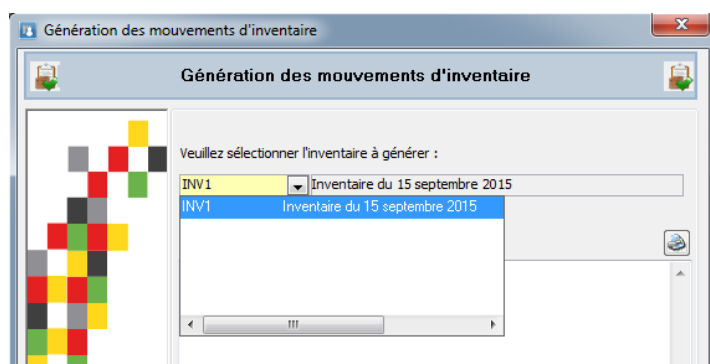 Génération des mouvements d'inventaire
Génération des mouvements d'inventaire
Veuillez sélectionner l'inventaire à générer :
INV1 Inventaire du 15 septembre 2015
INV1 Inventaire du 15 septembre 2015